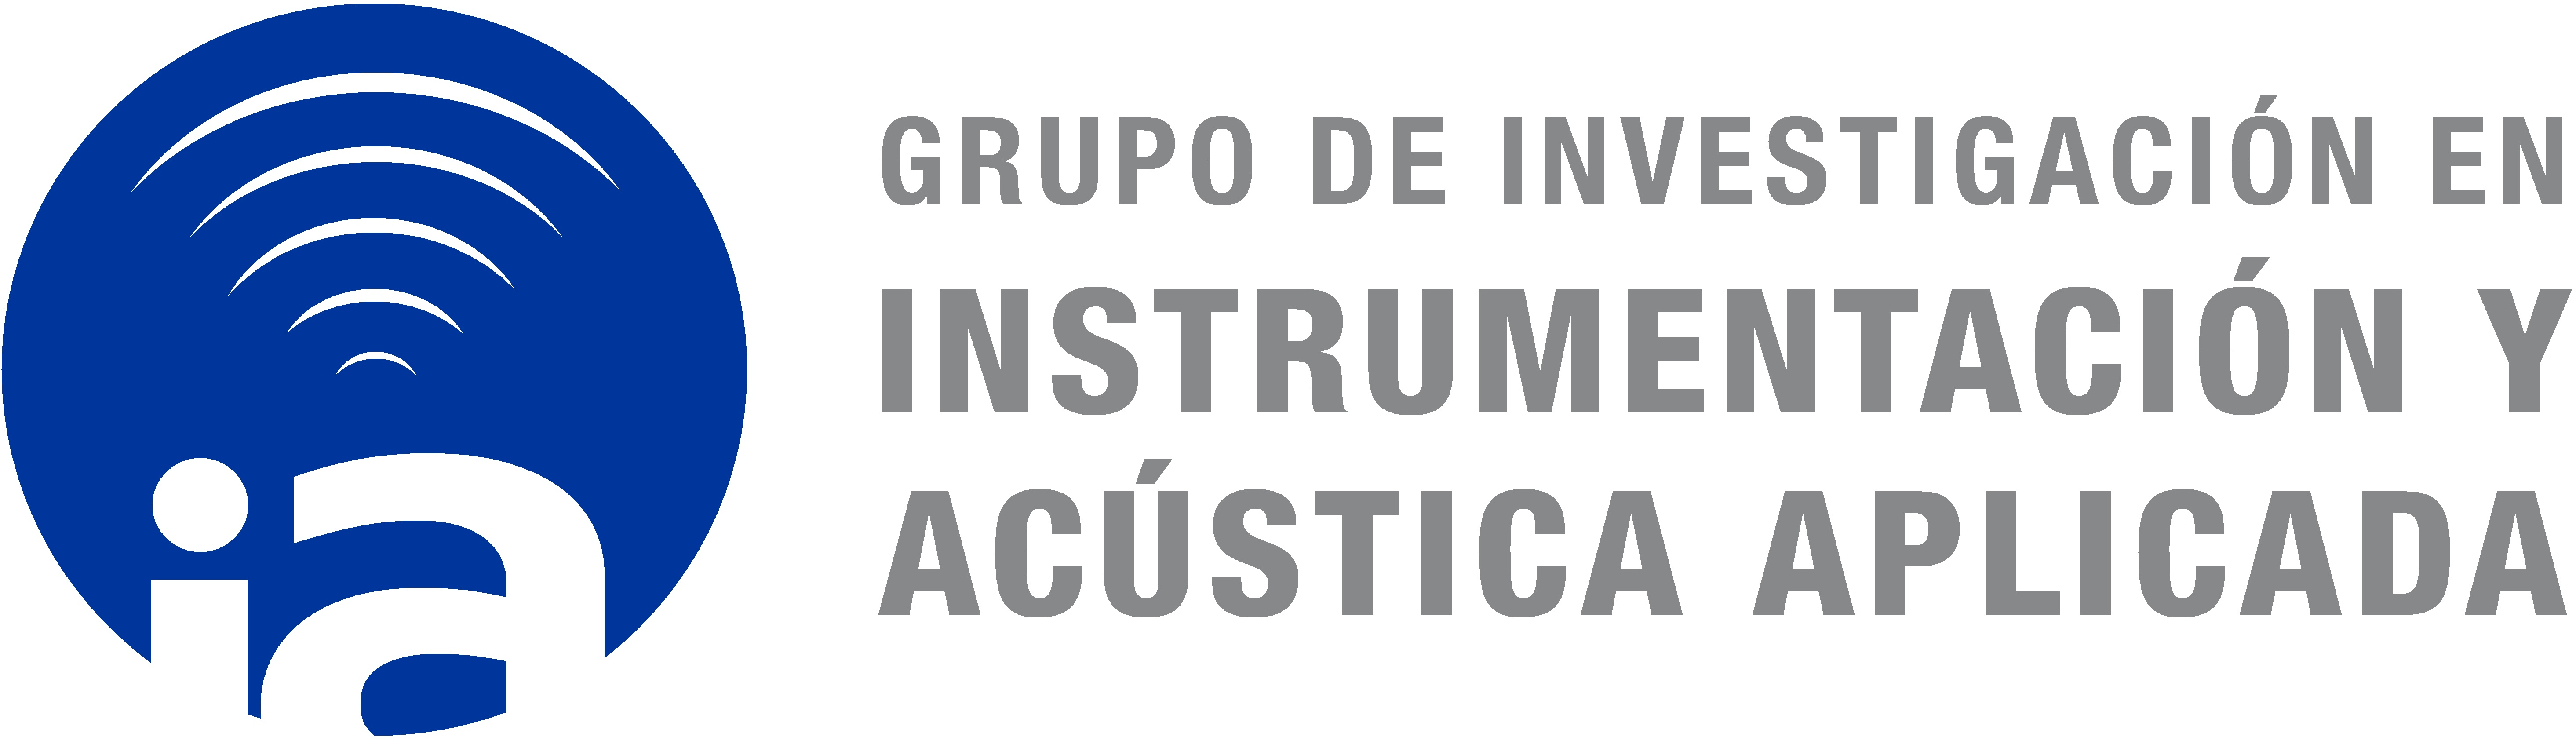 ia
GRUPO DE INVESTIGACIÓN EN
INSTRUMENTACIÓN Y
ACÚSTICA APLICADA